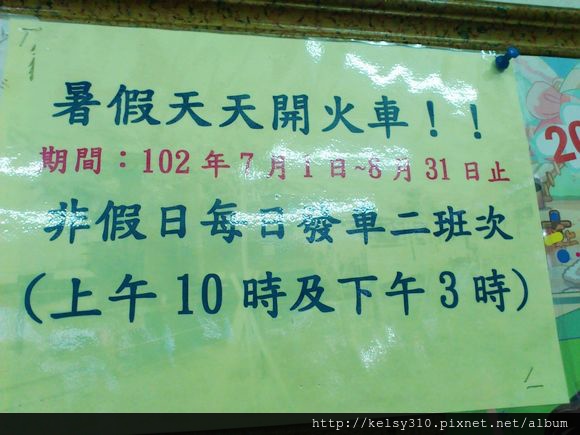 暑假天天開火車！！
期間：102年7月1日~8月31日止
非假日每日發車二班次
(上午10時及下午3時)
20
http://kelsy310.pixnet.net/album